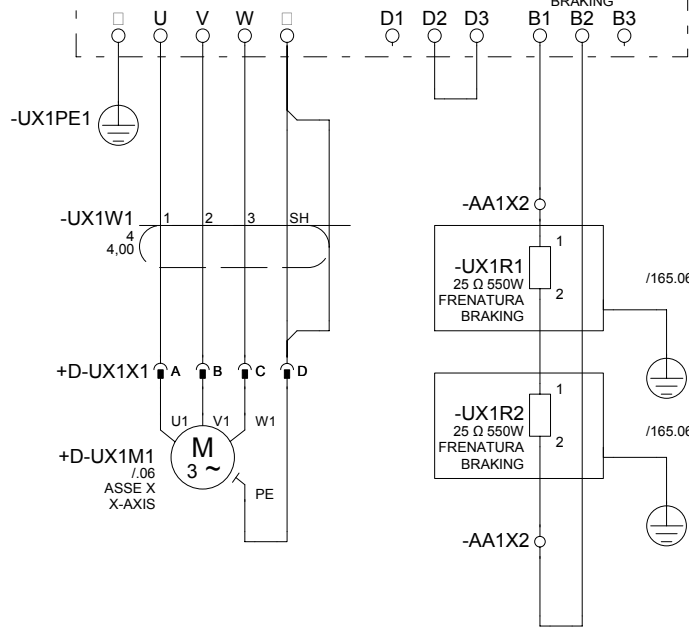 BRAKING
U V W D1 D2 D3 B1 B2 B3
-UX1PE1
-AA1X2
-UX1W1 1 2 3 SH
4
4,00
-UX1R1
25 Ω 550W
FRENATURA
BRAKING
1
2
/165.06
+D-UX1X1 A B C D
U1 V1 W1
+D-UX1M1
/.06
ASSE X
X-AXIS
M
3 ~
PE
-UX1R2
25 Ω 550W
FRENATURA
BRAKING
1
2
/165.06
-AA1X2